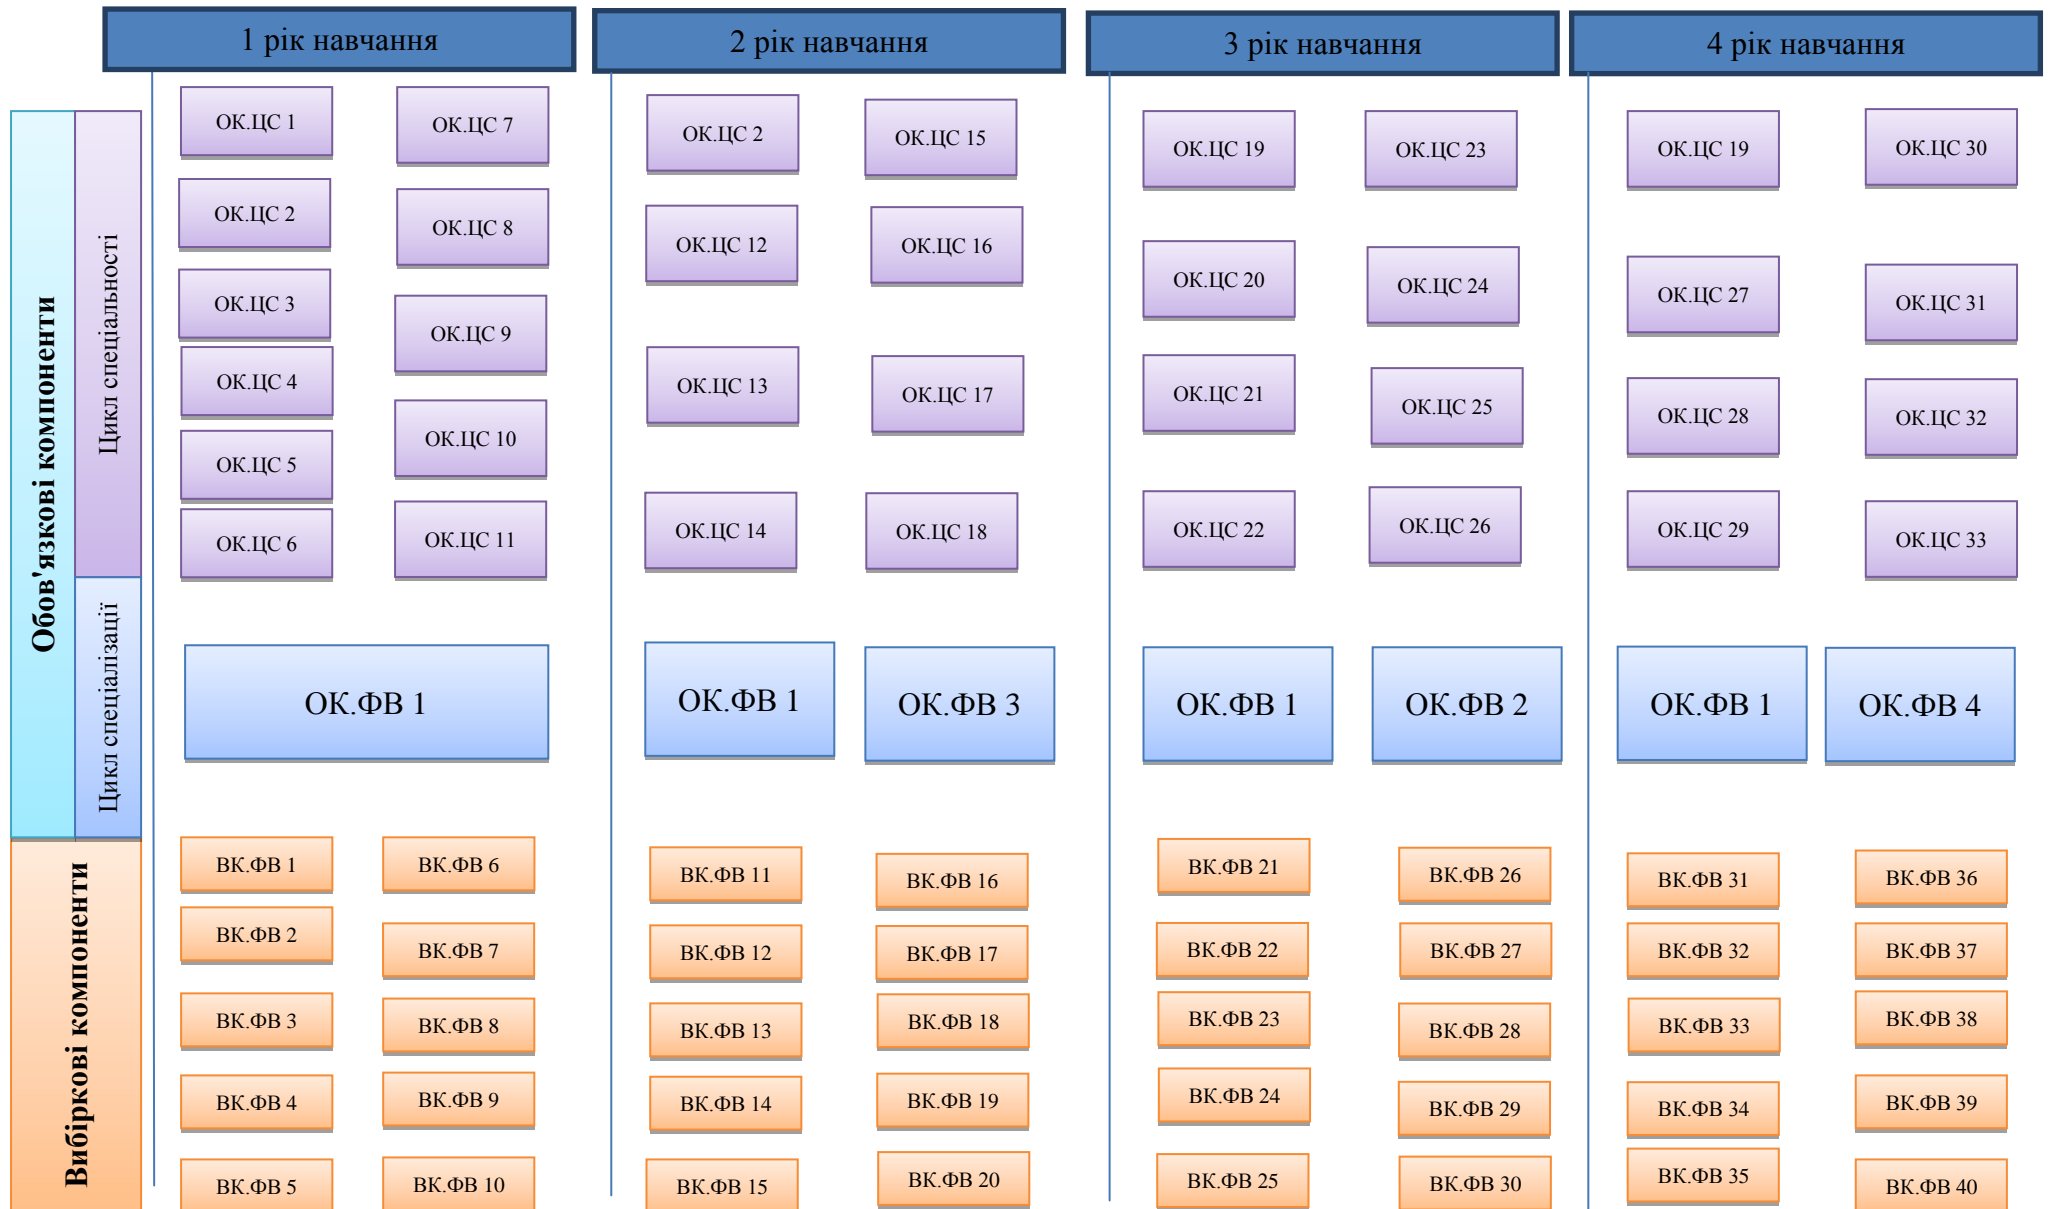 1 рік навчання
2 рік навчання
3 рік навчання
4 рік навчання
Обов'язкові компоненти
Цикл спеціальності
ОК.ЦС 1
ОК.ЦС 7
ОК.ЦС 2
ОК.ЦС 8
ОК.ЦС 3
ОК.ЦС 9
ОК.ЦС 4
ОК.ЦС 10
ОК.ЦС 5
ОК.ЦС 6
ОК.ЦС 11
ОК.ЦС 2
ОК.ЦС 15
ОК.ЦС 12
ОК.ЦС 16
ОК.ЦС 13
ОК.ЦС 17
ОК.ЦС 14
ОК.ЦС 18
ОК.ЦС 19
ОК.ЦС 23
ОК.ЦС 20
ОК.ЦС 24
ОК.ЦС 21
ОК.ЦС 25
ОК.ЦС 22
ОК.ЦС 26
ОК.ЦС 19
ОК.ЦС 30
ОК.ЦС 27
ОК.ЦС 31
ОК.ЦС 28
ОК.ЦС 32
ОК.ЦС 29
ОК.ЦС 33
Цикл спеціалізації
ОК.ФВ 1
ОК.ФВ 1
ОК.ФВ 3
ОК.ФВ 1
ОК.ФВ 2
ОК.ФВ 1
ОК.ФВ 4
Вибіркові компоненти
ВК.ФВ 1
ВК.ФВ 6
ВК.ФВ 2
ВК.ФВ 7
ВК.ФВ 3
ВК.ФВ 8
ВК.ФВ 4
ВК.ФВ 9
ВК.ФВ 5
ВК.ФВ 10
ВК.ФВ 11
ВК.ФВ 16
ВК.ФВ 12
ВК.ФВ 17
ВК.ФВ 13
ВК.ФВ 18
ВК.ФВ 14
ВК.ФВ 19
ВК.ФВ 15
ВК.ФВ 20
ВК.ФВ 21
ВК.ФВ 26
ВК.ФВ 22
ВК.ФВ 27
ВК.ФВ 23
ВК.ФВ 28
ВК.ФВ 24
ВК.ФВ 29
ВК.ФВ 25
ВК.ФВ 30
ВК.ФВ 31
ВК.ФВ 36
ВК.ФВ 32
ВК.ФВ 37
ВК.ФВ 33
ВК.ФВ 38
ВК.ФВ 34
ВК.ФВ 39
ВК.ФВ 35
ВК.ФВ 40